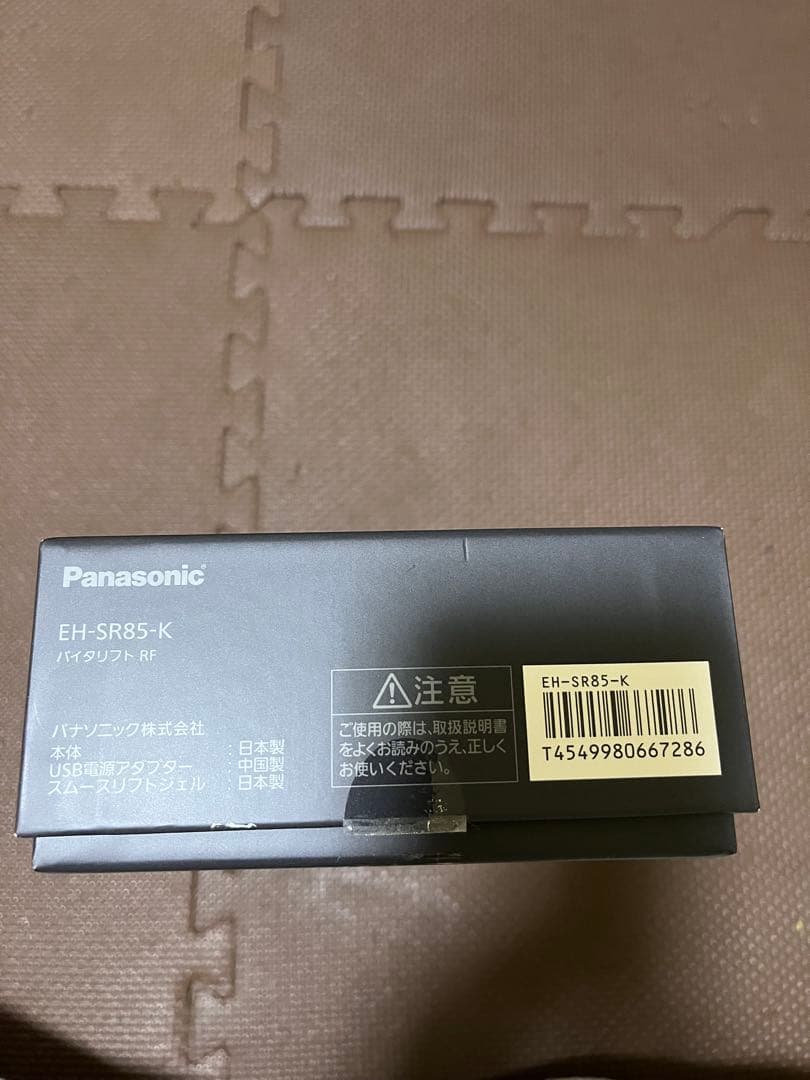 Panasonic
EH-SR85-K
バイタリフト RF
パナソニック株式会社
本体 : 日本製
USB電源アダプター : 中国製
スムースリフトジェル : 日本製
⚠注意
ご使用の際は、取扱説明書
をよくお読みのうえ、正しく
お使いください。
EH-SR85-K
T4549980667286